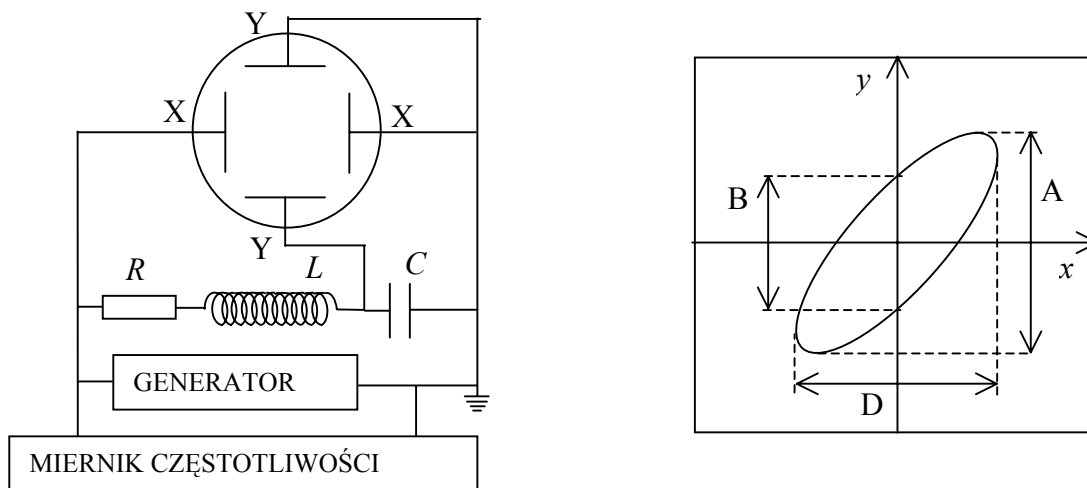 Y
X
X
Y
R
L
C
GENERATOR
MIERNIK CZĘSTOTLIWOŚCI
y
B
A
x
D